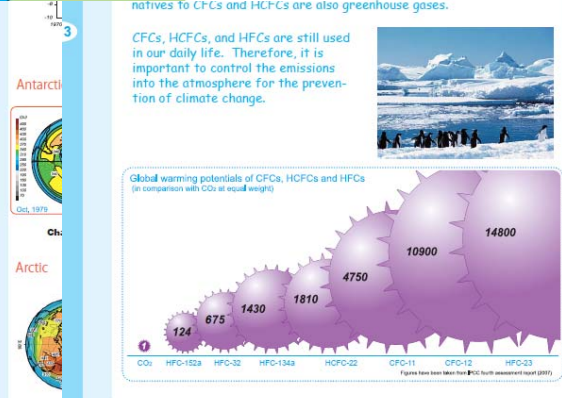 natives to CFCs and HCFCs are also greenhouse gases.
CFCs, HCFCs, and HFCs are still used
in our daily life. Therefore, it is
important to control the emissions
into the atmosphere for the preven-
tion of climate change.
-10
1970
3
Antarcti
Oct, 1979
Cha
Arctic
Global warming potentials of CFCs, HCFCs and HFCs
(in comparison with CO₂ at equal weight)
1
124
675
1430
1810
4750
10900
14800
CO₂ HFC-152a HFC-32 HFC-134a HCFC-22 CFC-11 CFC-12 HFC-23
Figures have been taken from IPCC fourth assessment report (2007)